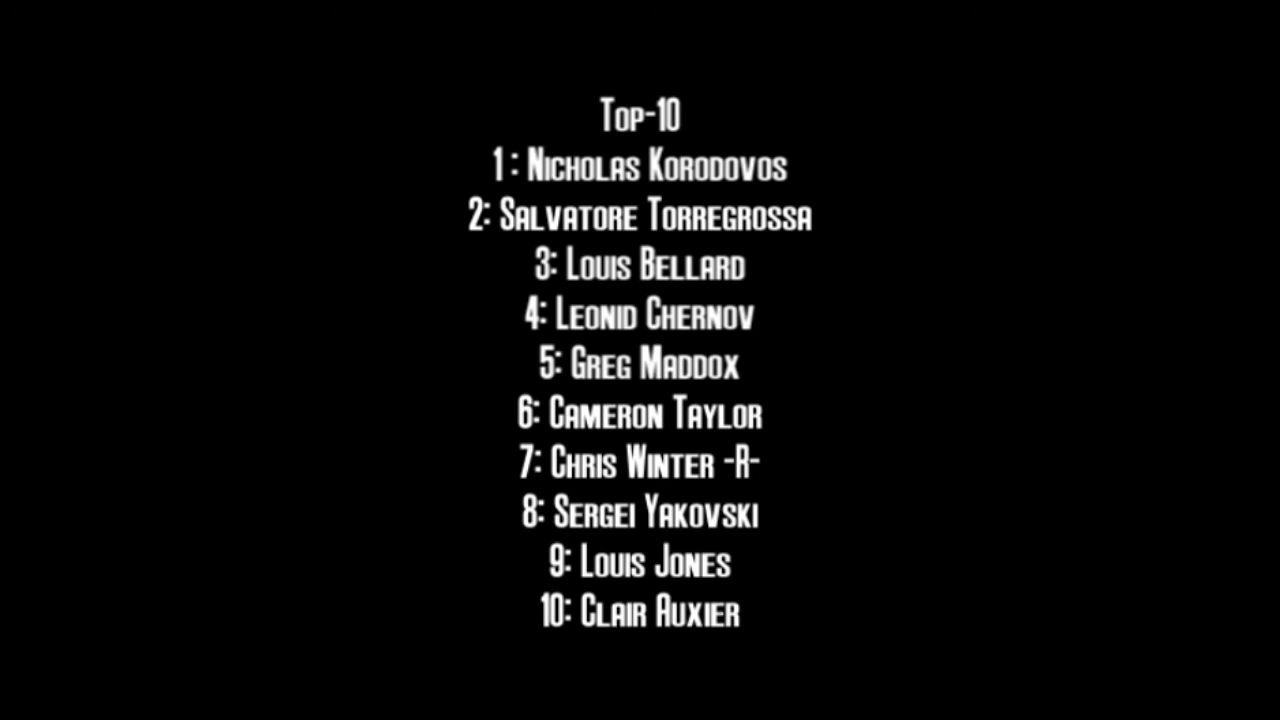 Top-10
1: Nicholas Korodovos
2: Salvatore Torregrossa
3: Louis Bellard
4: Leonid Chernov
5: Greg Maddox
6: Cameron Taylor
7: Chris Winter -R-
8: Sergei Yakovski
9: Louis Jones
10: Clair Auxier